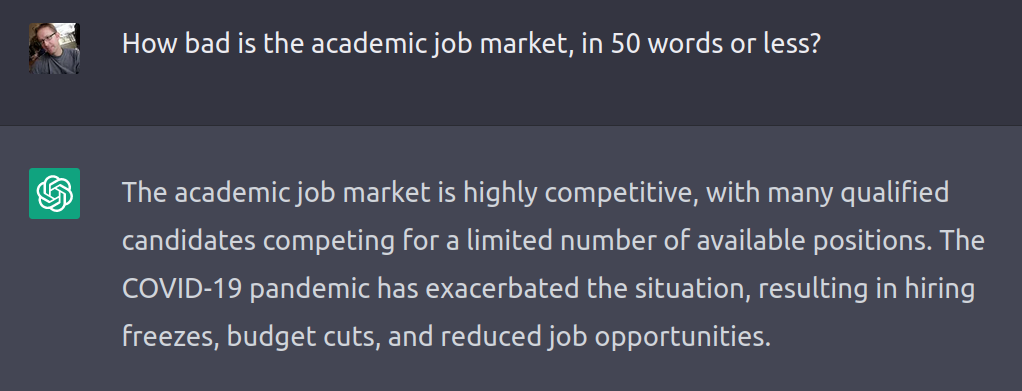 How bad is the academic job market, in 50 words or less?
The academic job market is highly competitive, with many qualified
candidates competing for a limited number of available positions. The
COVID-19 pandemic has exacerbated the situation, resulting in hiring
freezes, budget cuts, and reduced job opportunities.